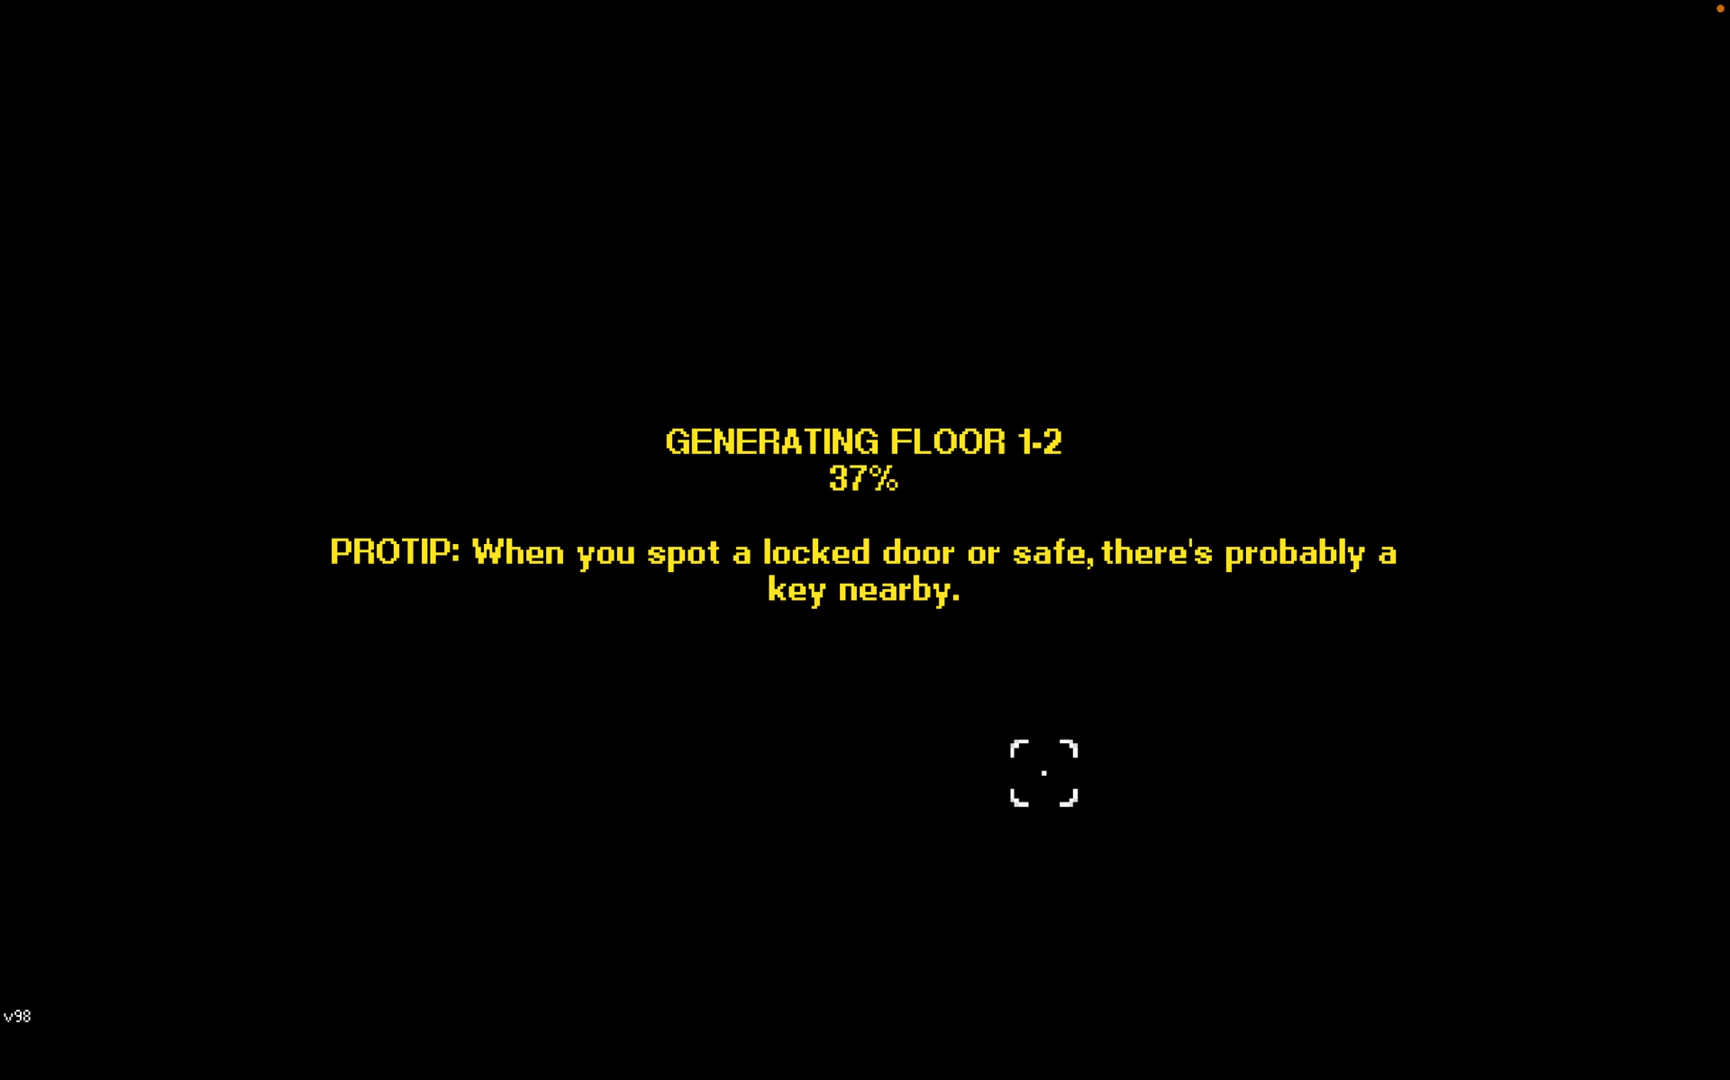 GENERATING FLOOR 1-2
37%
PROTIP: When you spot a locked door or safe, there's probably a
key nearby.
v98